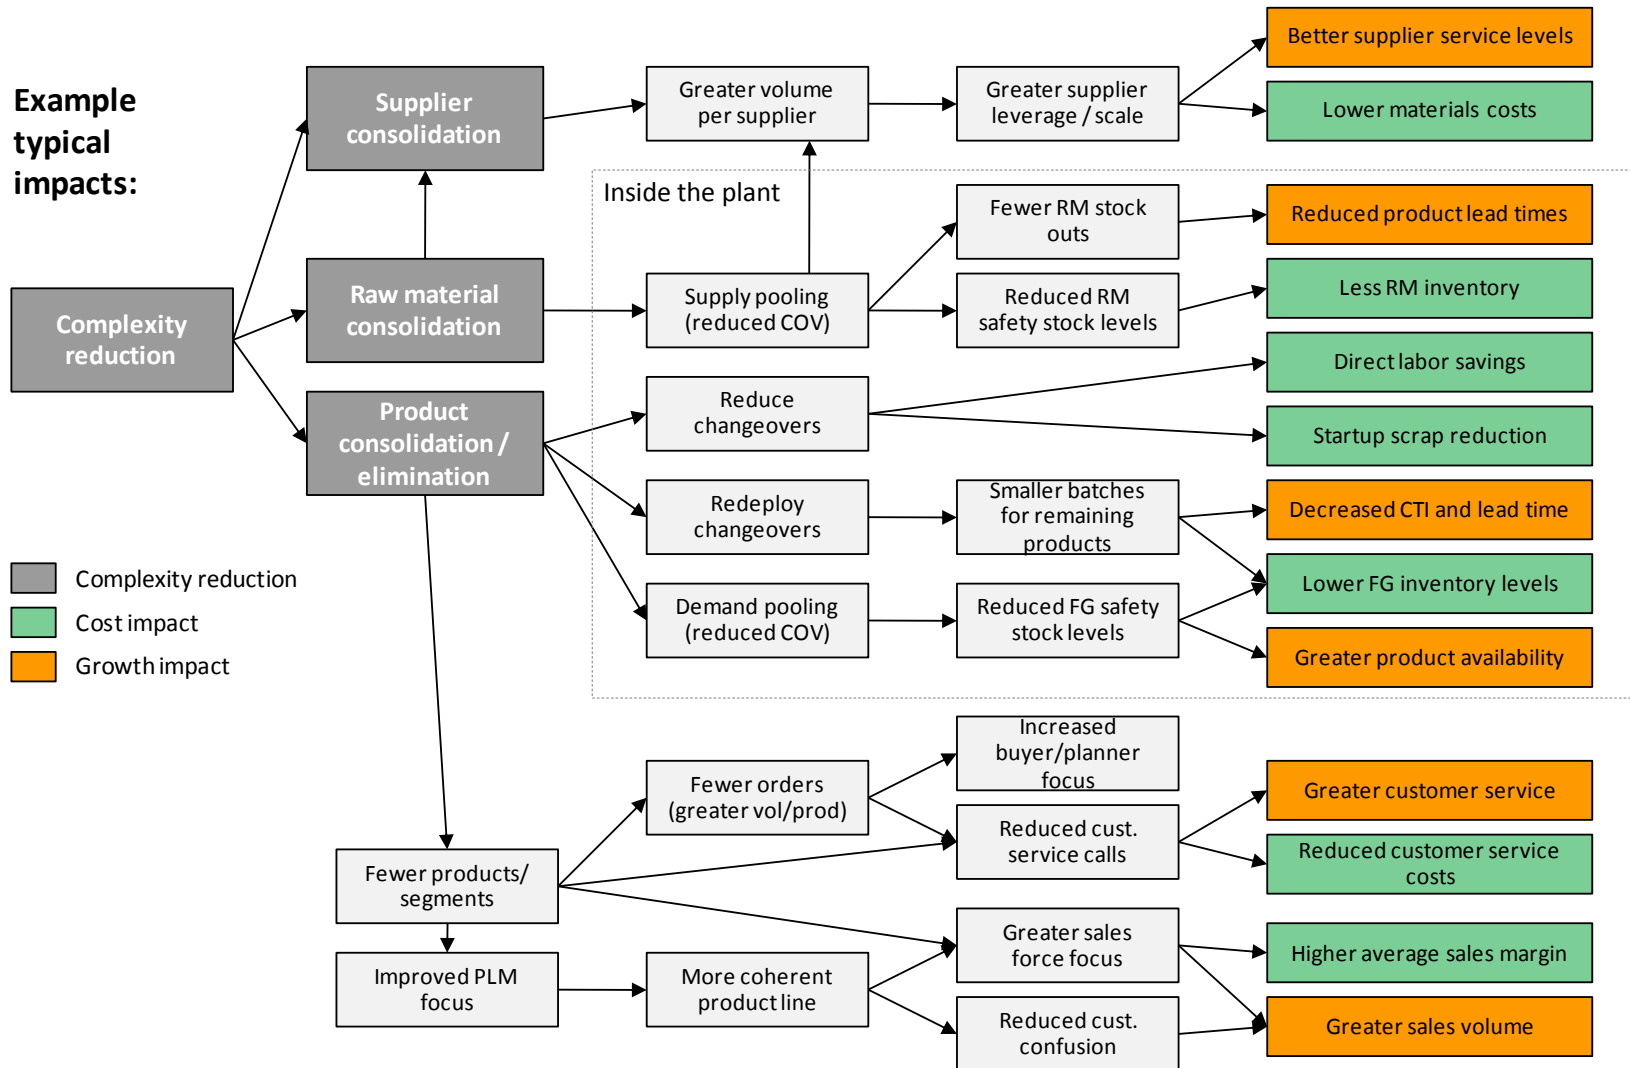 Example
typical
impacts:
Complexity
reduction
Supplier
consolidation
Raw material
consolidation
Product
consolidation /
elimination
Complexity reduction
Cost impact
Growth impact
Greater volume
per supplier
Greater supplier
leverage / scale
Better supplier service levels
Lower materials costs
Inside the plant
Supply pooling
(reduced COV)
Fewer RM stock
outs
Reduced product lead times
Reduced RM
safety stock levels
Less RM inventory
Reduce
changeovers
Direct labor savings
Startup scrap reduction
Redeploy
changeovers
Smaller batches
for remaining
products
Decreased CTI and lead time
Lower FG inventory levels
Demand pooling
(reduced COV)
Reduced FG safety
stock levels
Greater product availability
Fewer products/
segments
Improved PLM
focus
Fewer orders
(greater vol/prod)
Increased
buyer/planner
focus
Reduced cust.
service calls
Greater customer service
Reduced customer service
costs
More coherent
product line
Greater sales
force focus
Higher average sales margin
Reduced cust.
confusion
Greater sales volume